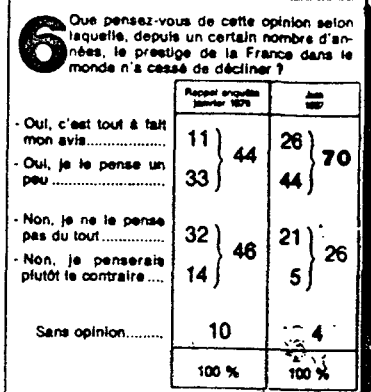 6
Que pensez-vous de cette opinion selon
laquelle, depuis un certain nombre d'an-
nées, le prestige de la France dans le
monde n'a cessé de décliner ?
Rappel enquête
janvier
Juin
- Oui, c'est tout à fait
mon avis............... 11 26
44 70
- Oui, je le pense un
peu .................... 33 44
- Non, je ne le pense
pas du tout.............. 32 21
46 26
- Non, je penserais
plutôt le contraire .... 14 5
Sans opinion......... 10 4
100 % 100 %